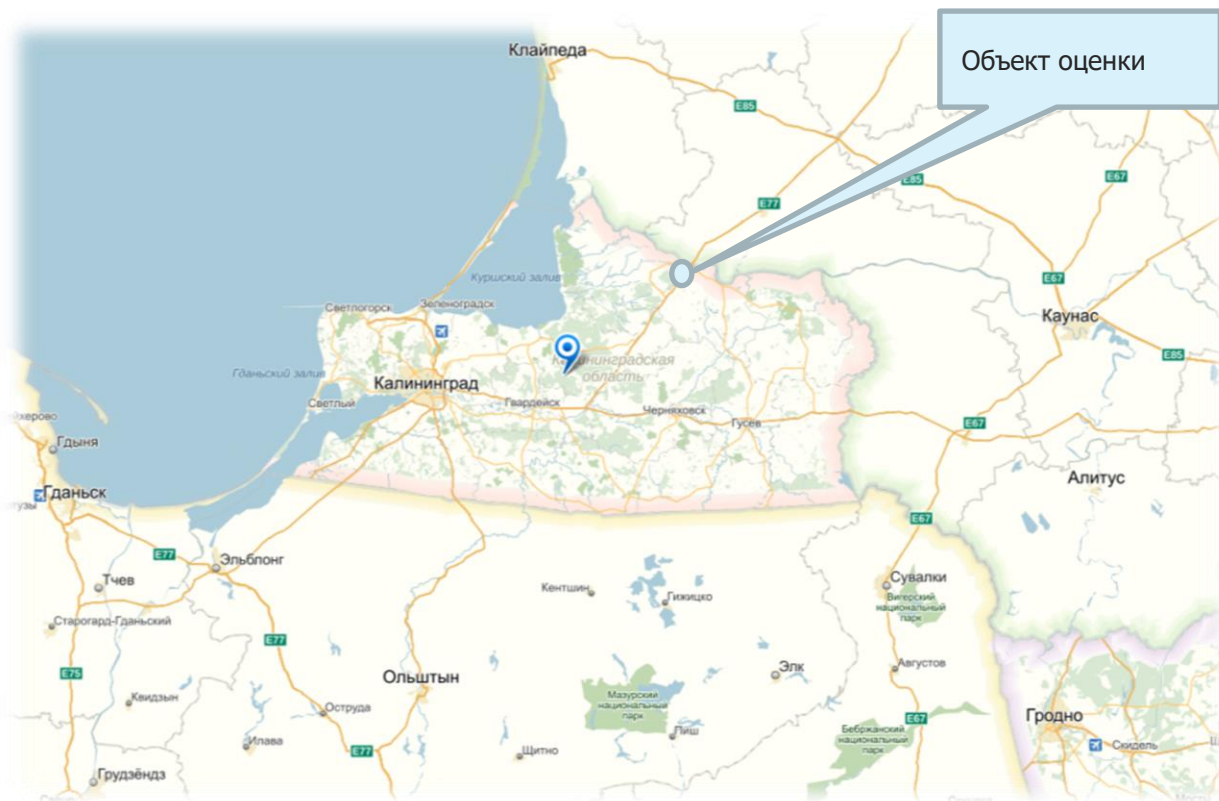 Клайпеда
Объект оценки
E85
E67
E85
E77
Куршский залив
E67
Светлогорск
Зеленоградск
Каунас
Калининградская
область
E85
Гданьский залив
Калининград
Светлый
Гвардейск
Черняховск
Гусев
E67
Гдыня
Алитус
Гданьск
E67
E77
Эльблонг
Тчев
Кентшин
Гижицко
Сувалки
Вигерский
национальный
парк
Старогард-Гданьский
E77
E75
Ольштын
Элк
Августов
Квидзын
Мазурский
национальный
парк
Оструда
E67
Гродно
Илава
E77
Щитно
Пиш
Бебржанский
национальный
парк
Скидель
Грудзёндз